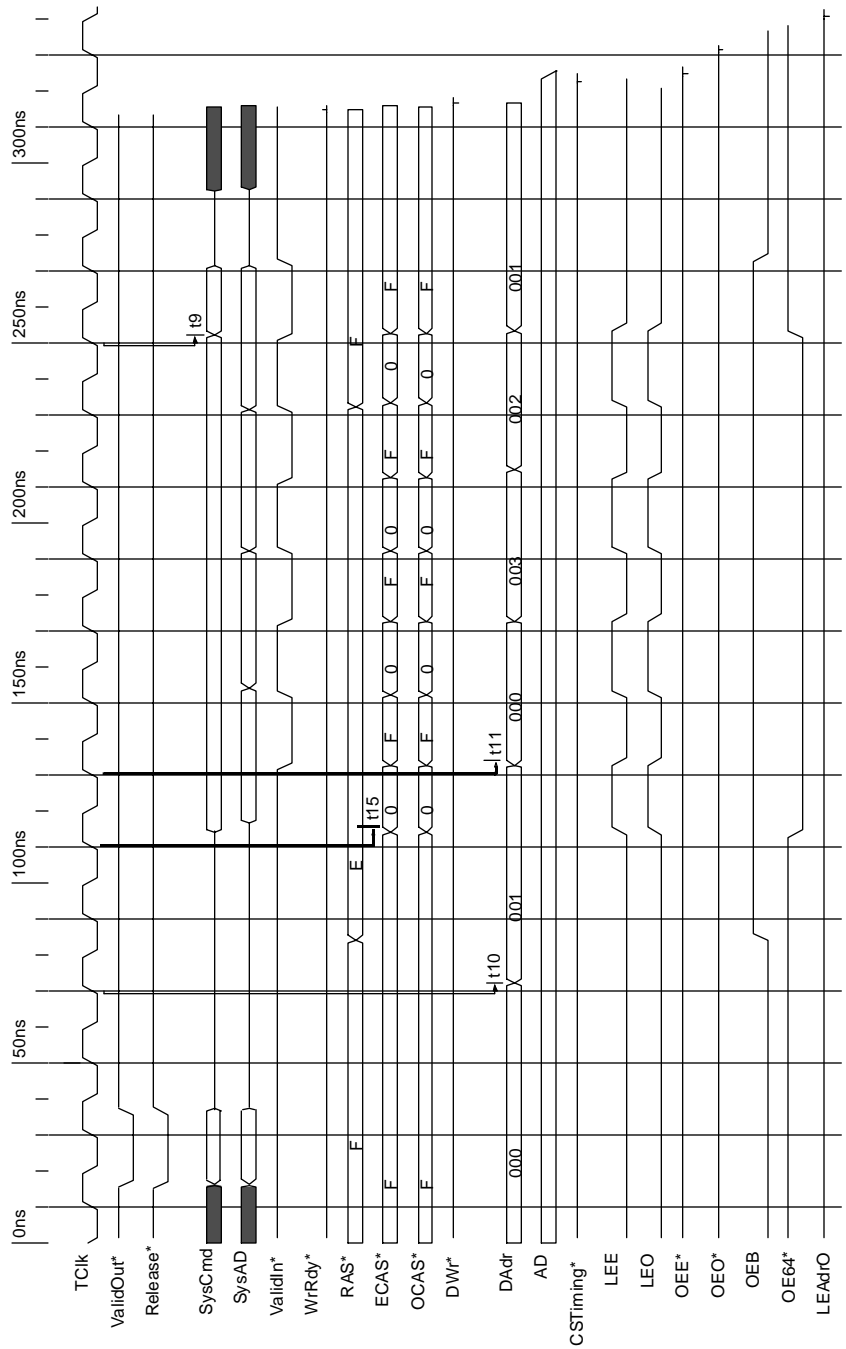 0ns 50ns 100ns 150ns 200ns 250ns 300ns
TClk
ValidOut*
Release*
t9
SysCmd
SysAD
ValidIn*
WrRdy*
RAS* F E F
t15
ECAS* F 0 F 0 F 0 F 0 F
OCAS* F 0 F 0 F 0 F 0 F
DWr*
t10 t11
DAdr 000 001 000 003 002 001
AD
CSTiming*
LEE
LEO
OEE*
OEO*
OEB
OE64*
LEAdrO